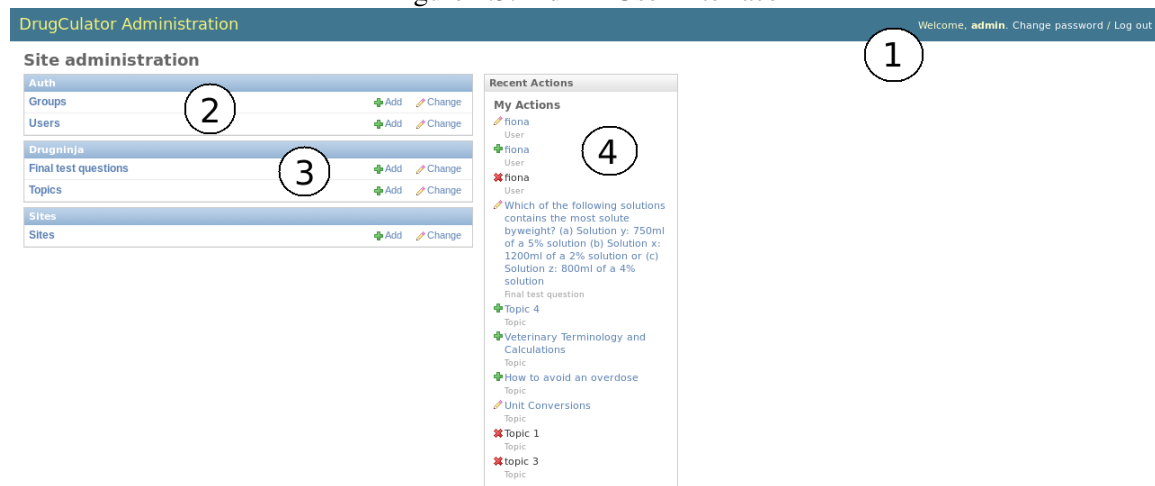 DrugCulator Administration
Welcome, admin. Change password / Log out
1
Site administration
Auth
Groups Add Change
2
Users Add Change
Drugninja
3
Final test questions Add Change
Topics Add Change
Sites
Sites Add Change
Recent Actions
My Actions
4
fiona
User
fiona
User
fiona
User
Which of the following solutions
contains the most solute
byweight? (a) Solution y: 750ml
of a 5% solution (b) Solution x:
1200ml of a 2% solution or (c)
Solution z: 800ml of a 4%
solution
Final test question
Topic 4
Topic
Veterinary Terminology and
Calculations
Topic
How to avoid an overdose
Topic
Unit Conversions
Topic
Topic 1
Topic
topic 3
Topic